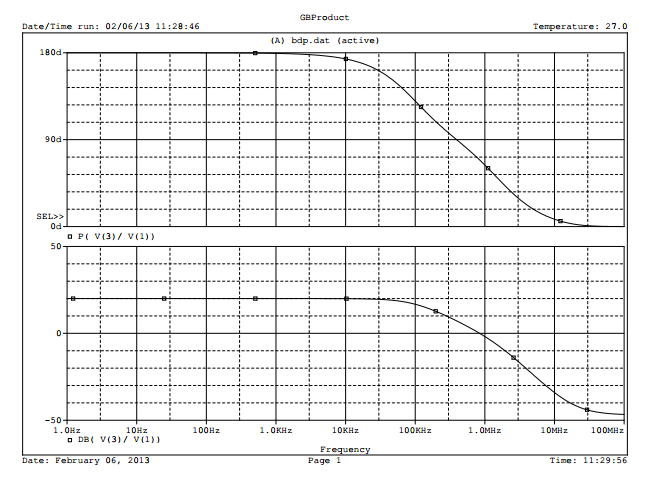 GBProduct
Date/Time run: 02/06/13 11:28:46 Temperature: 27.0
(A) bdp.dat (active)
180d
90d
SEL>>
0d
P( V(3)/ V(1))
50
0
-50
1.0Hz 10Hz 100Hz 1.0KHz 10KHz 100KHz 1.0MHz 10MHz 100MHz
DB( V(3)/ V(1))
Frequency
Date: February 06, 2013 Page 1 Time: 11:29:56